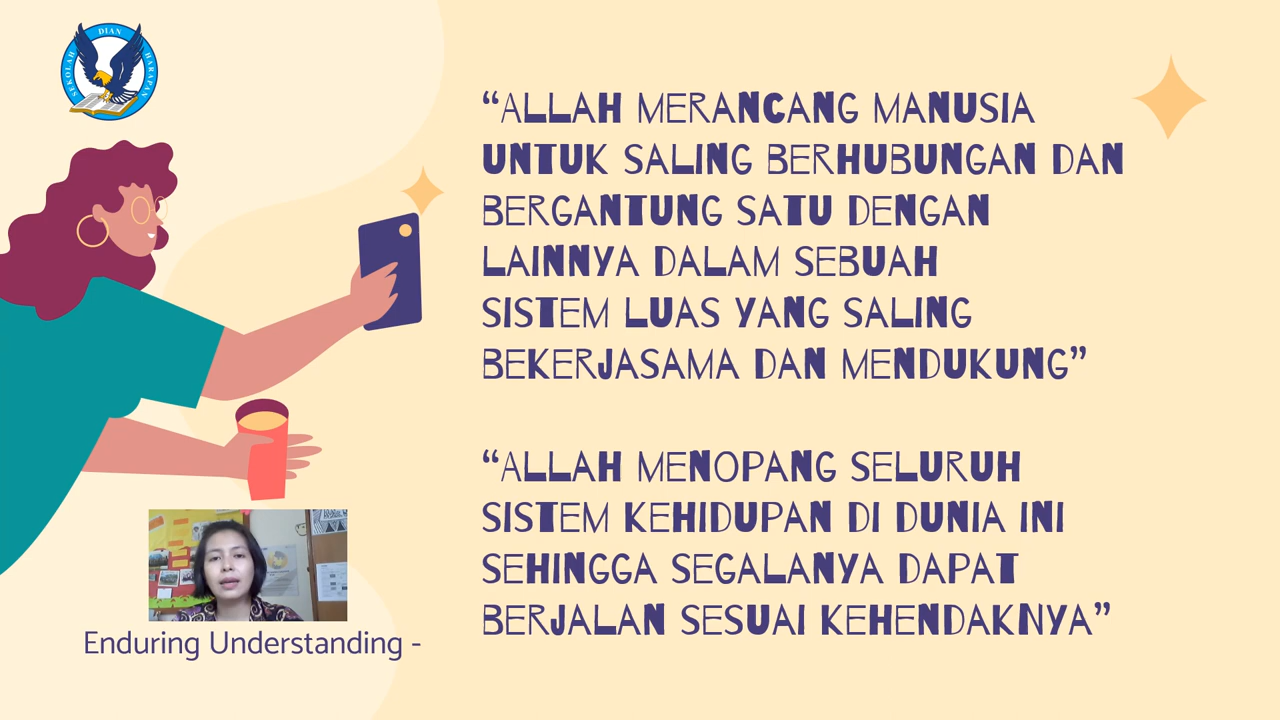 SEKOLAH DIAN HARAPAN
“ALLAH MERANCANG MANUSIA
UNTUK SALING BERHUBUNGAN DAN
BERGANTUNG SATU DENGAN
LAINNYA DALAM SEBUAH
SISTEM LUAS YANG SALING
BEKERJASAMA DAN MENDUKUNG”
“ALLAH MENOPANG SELURUH
SISTEM KEHIDUPAN DI DUNIA INI
SEHINGGA SEGALANYA DAPAT
BERJALAN SESUAI KEHENDAKNYA”
Enduring Understanding -